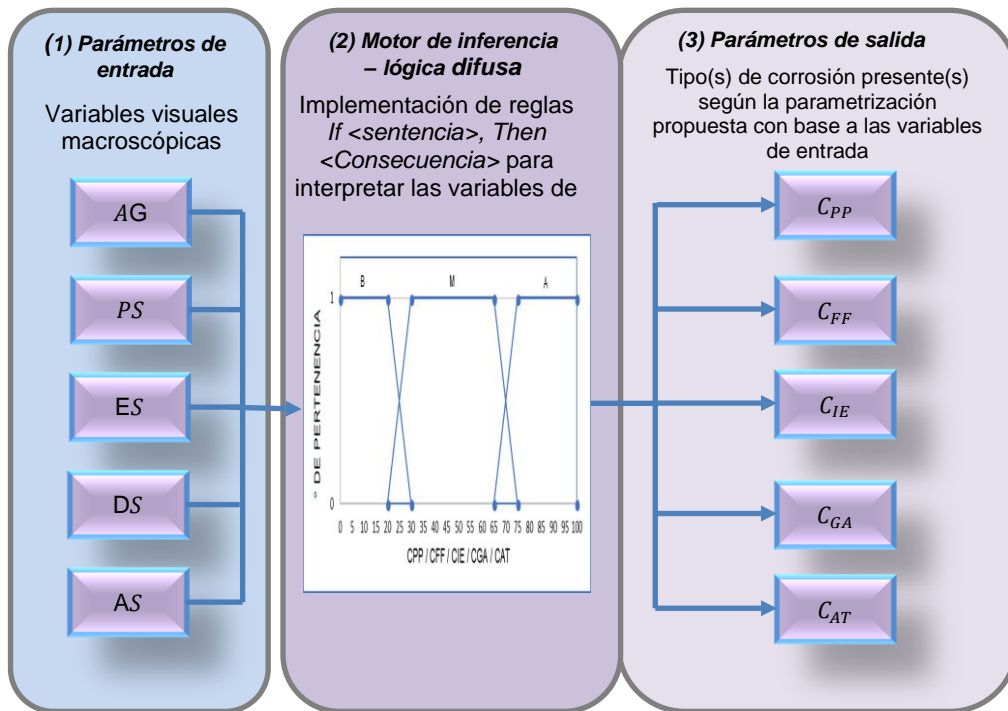 (1) Parámetros de
entrada
Variables visuales
macroscópicas
AG
PS
ES
DS
AS
(2) Motor de inferencia
– lógica difusa
Implementación de reglas
If <sentencia>, Then
<Consecuencia> para
interpretar las variables de
B M A
1
0
° DE PERTENENCIA
0 5 10 15 20 25 30 35 40 45 50 55 60 65 70 75 80 85 90 95 100
CPP / CFF / CIE / CGA / CAT
(3) Parámetros de salida
Tipo(s) de corrosión presente(s)
según la parametrización
propuesta con base a las variables
de entrada
C_PP
C_FF
C_IE
C_GA
C_AT